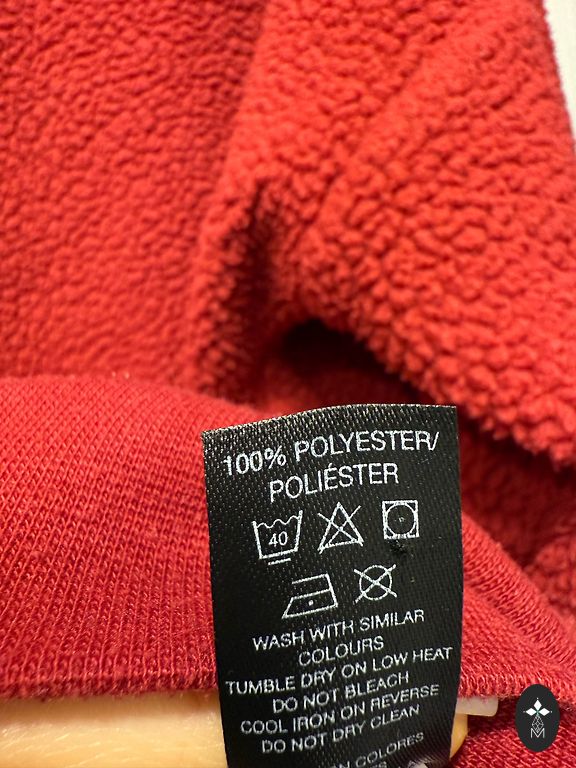 100% POLYESTER/
POLIÉSTER
40
WASH WITH SIMILAR
COLOURS
TUMBLE DRY ON LOW HEAT
DO NOT BLEACH
COOL IRON ON REVERSE
DO NOT DRY CLEAN
COLORES
M